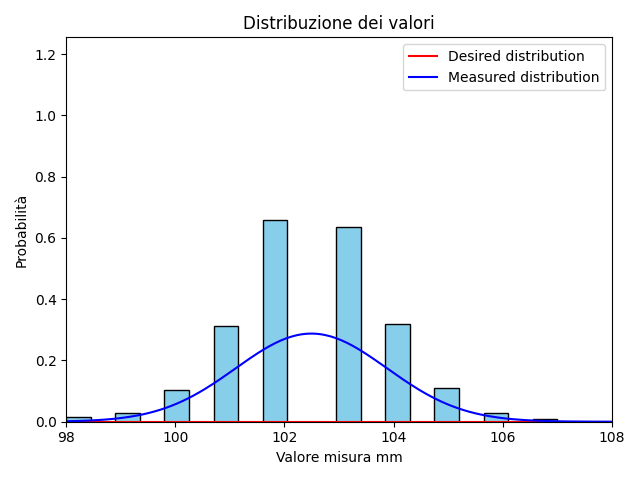 Distribuzione dei valori
Desired distribution
Measured distribution
Probabilità
1.2
1.0
0.8
0.6
0.4
0.2
0.0
98 100 102 104 106 108
Valore misura mm